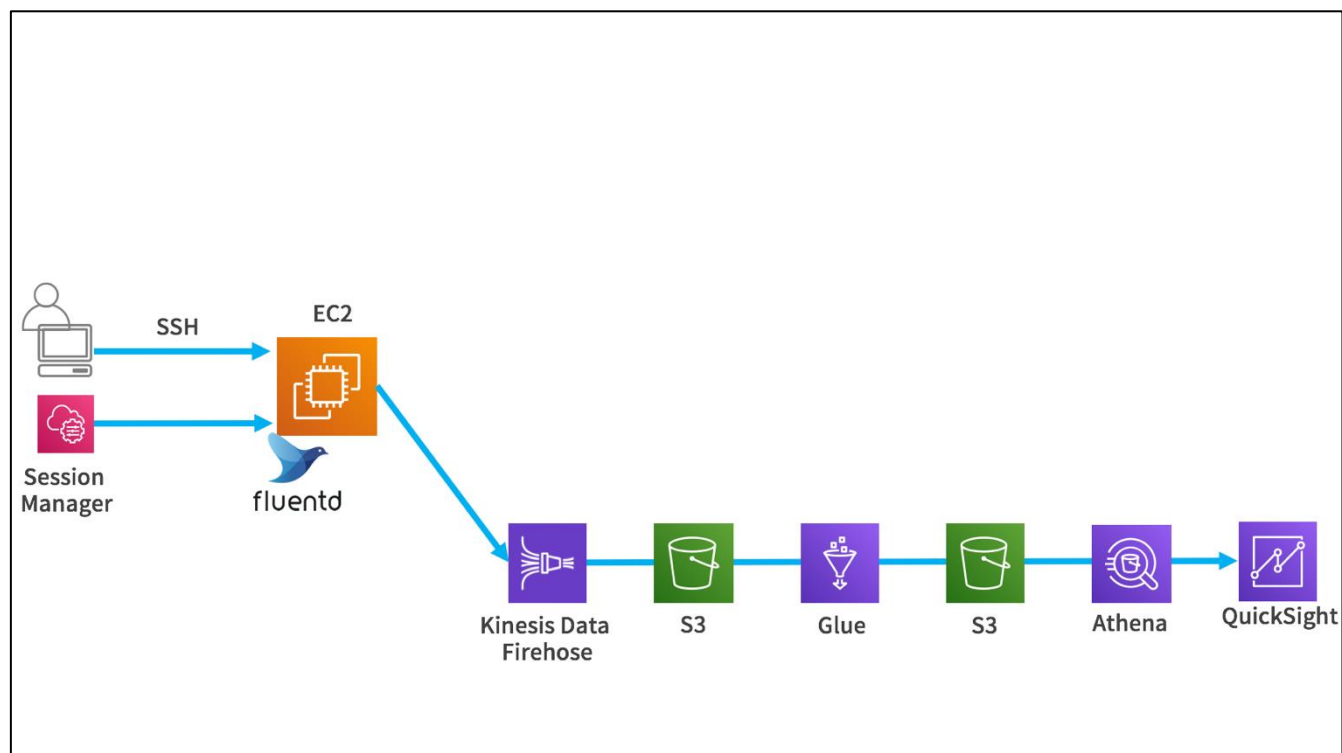 SSH
EC2
Session
Manager
fluentd
Kinesis Data
Firehose
S3
Glue
S3
Athena
QuickSight